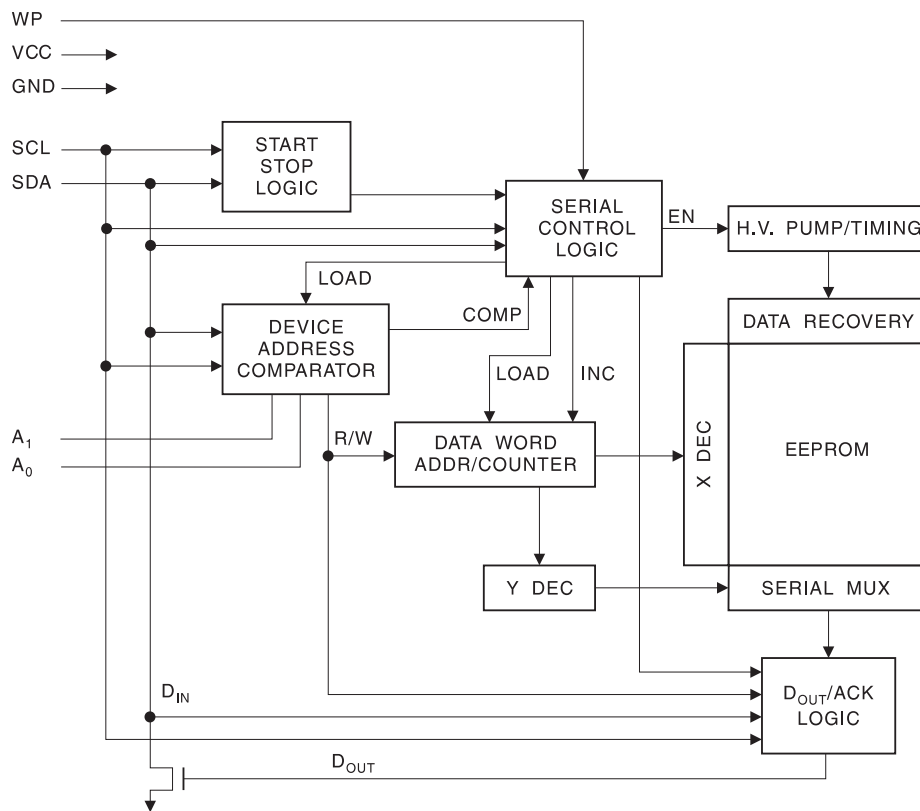 WP
VCC
GND
SCL
SDA
START
STOP
LOGIC
SERIAL
CONTROL
LOGIC
EN
H.V. PUMP/TIMING
LOAD
COMP
DEVICE
ADDRESS
COMPARATOR
DATA RECOVERY
LOAD
INC
A1
A0
R/W
DATA WORD
ADDR/COUNTER
X DEC
EEPROM
Y DEC
SERIAL MUX
DIN
DOUT/ACK
LOGIC
DOUT